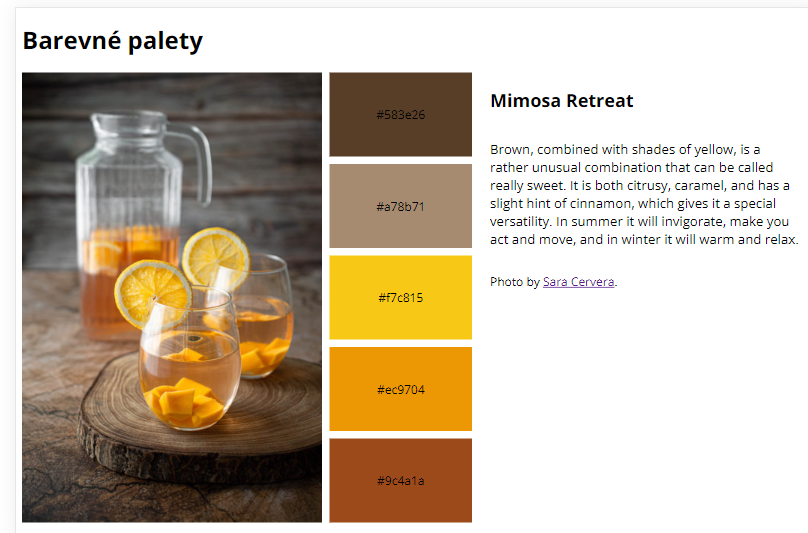 Barevné palety
#583e26
#a78b71
#f7c815
#ec9704
#9c4a1a
Mimosa Retreat
Brown, combined with shades of yellow, is a
rather unusual combination that can be called
really sweet. It is both citrusy, caramel, and has a
slight hint of cinnamon, which gives it a special
versatility. In summer it will invigorate, make you
act and move, and in winter it will warm and relax.
Photo by Sara Cervera.